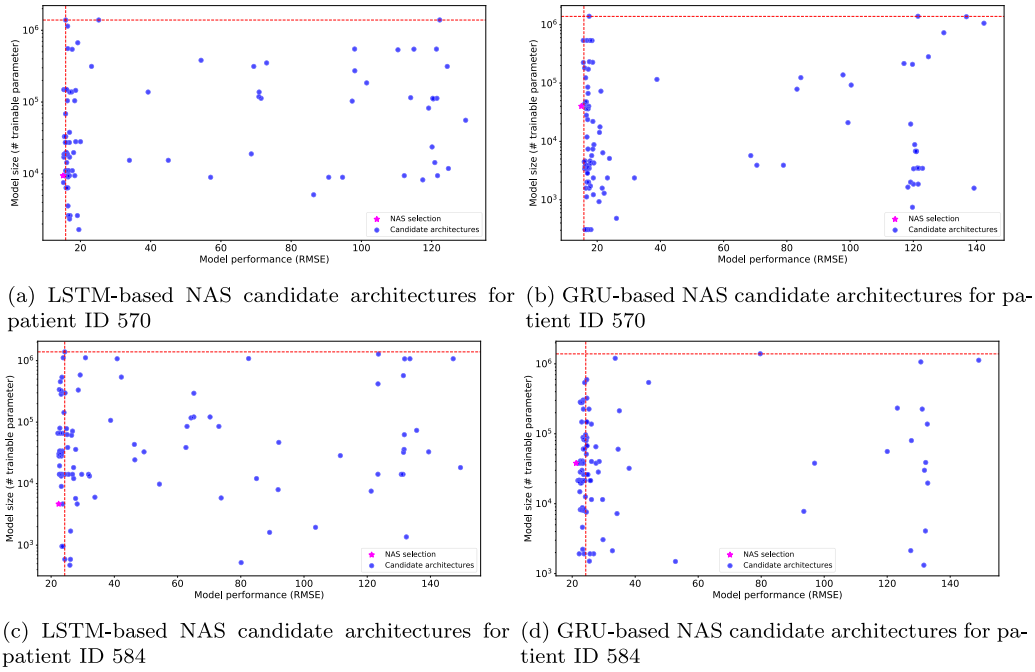 10⁶
10⁵
10⁴
Model size (# trainable parameter)
20 40 60 80 100 120
Model performance (RMSE)
NAS selection
Candidate architectures
10⁶
10⁵
10⁴
10³
Model size (# trainable parameter)
20 40 60 80 100 120 140
Model performance (RMSE)
NAS selection
Candidate architectures
(a) LSTM-based NAS candidate architectures for
patient ID 570
(b) GRU-based NAS candidate architectures for pa-
tient ID 570
10⁶
10⁵
10⁴
10³
Model size (# trainable parameter)
20 40 60 80 100 120 140
Model performance (RMSE)
NAS selection
Candidate architectures
10⁶
10⁵
10⁴
10³
Model size (# trainable parameter)
20 40 60 80 100 120 140
Model performance (RMSE)
NAS selection
Candidate architectures
(c) LSTM-based NAS candidate architectures for
patient ID 584
(d) GRU-based NAS candidate architectures for pa-
tient ID 584